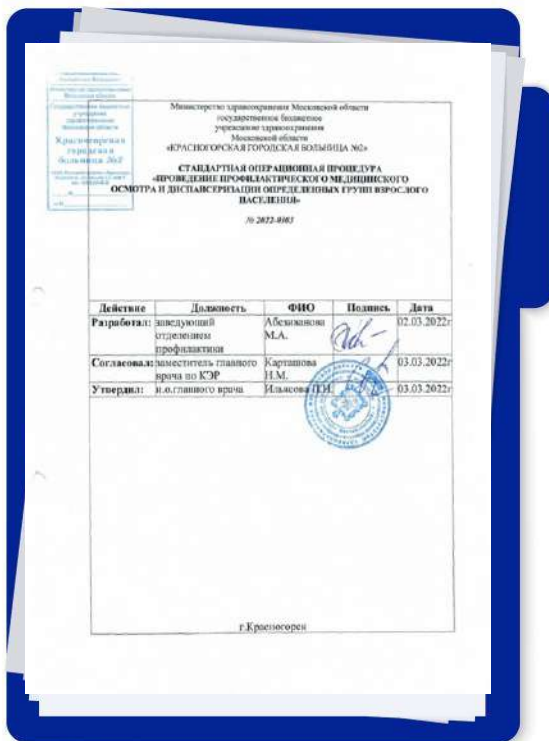 Красногорская
городская
больница №2
Министерство здравоохранения Московской области
государственное бюджетное
учреждение здравоохранения
Московской области
«КРАСНОГОРСКАЯ ГОРОДСКАЯ БОЛЬНИЦА №2»
СТАНДАРТНАЯ ОПЕРАЦИОННАЯ ПРОЦЕДУРА
«ПРОВЕДЕНИЕ ПРОФИЛАКТИЧЕСКОГО МЕДИЦИНСКОГО
ОСМОТРА И ДИСПАНСЕРИЗАЦИИ ОПРЕДЕЛЕННЫХ ГРУПП ВЗРОСЛОГО
НАСЕЛЕНИЯ»
№ 2022-0303
Действие Должность ФИО Подпись Дата
Разработал: заведующий отделением профилактики М.А. 02.03.2022г
Согласовал: заместитель главного врача по КЭР Карташова Н.М. 03.03.2022г
Утвердил: и.о.главного врача 03.03.2022г
г.Красногорск